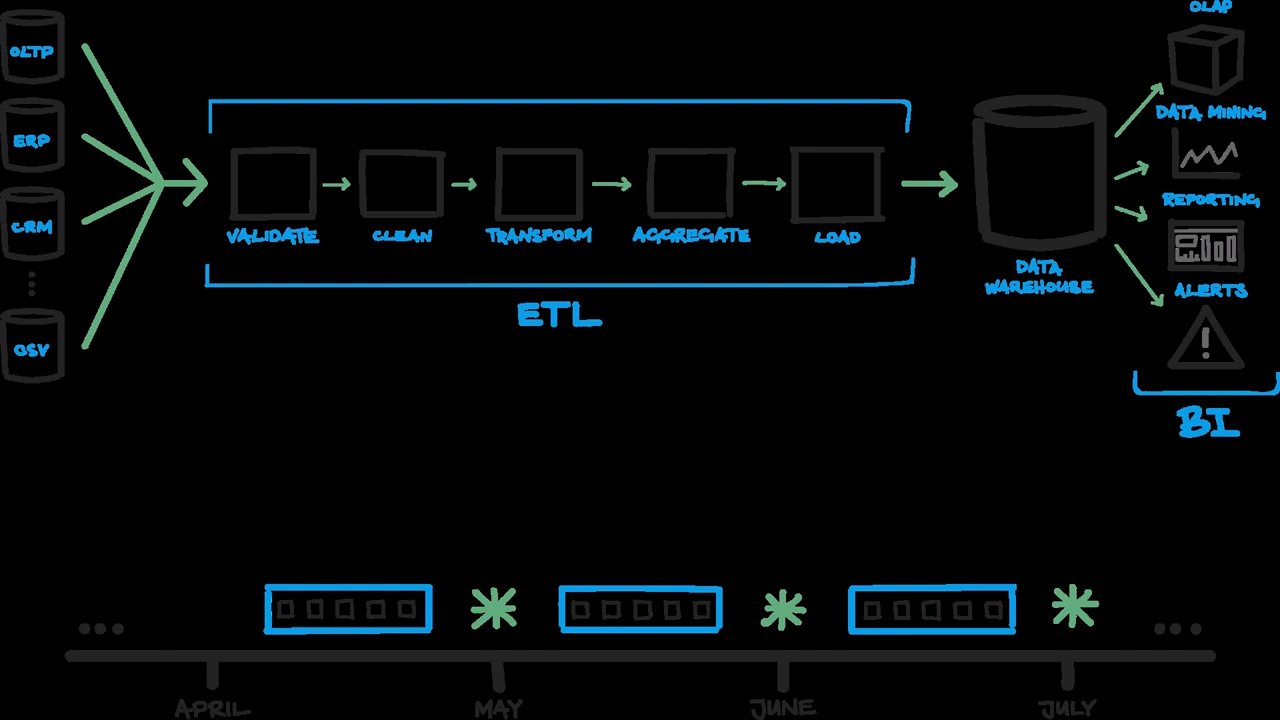 OLTP
ERP
CRM
CSV
VALIDATE
CLEAN
TRANSFORM
AGGREGATE
LOAD
ETL
DATA
WAREHOUSE
OLAP
DATA MINING
REPORTING
ALERTS
!
BI
APRIL
MAY
JUNE
JULY